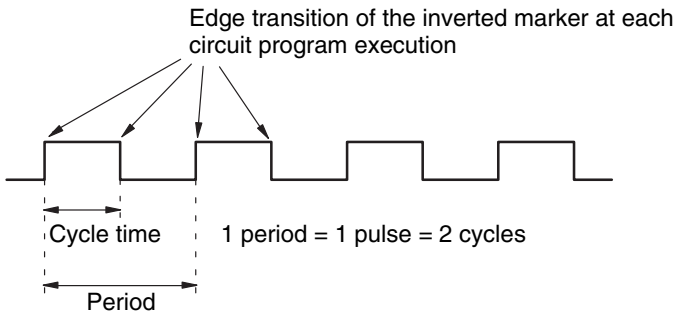 Edge transition of the inverted marker at each
circuit program execution
Cycle time
1 period = 1 pulse = 2 cycles
Period